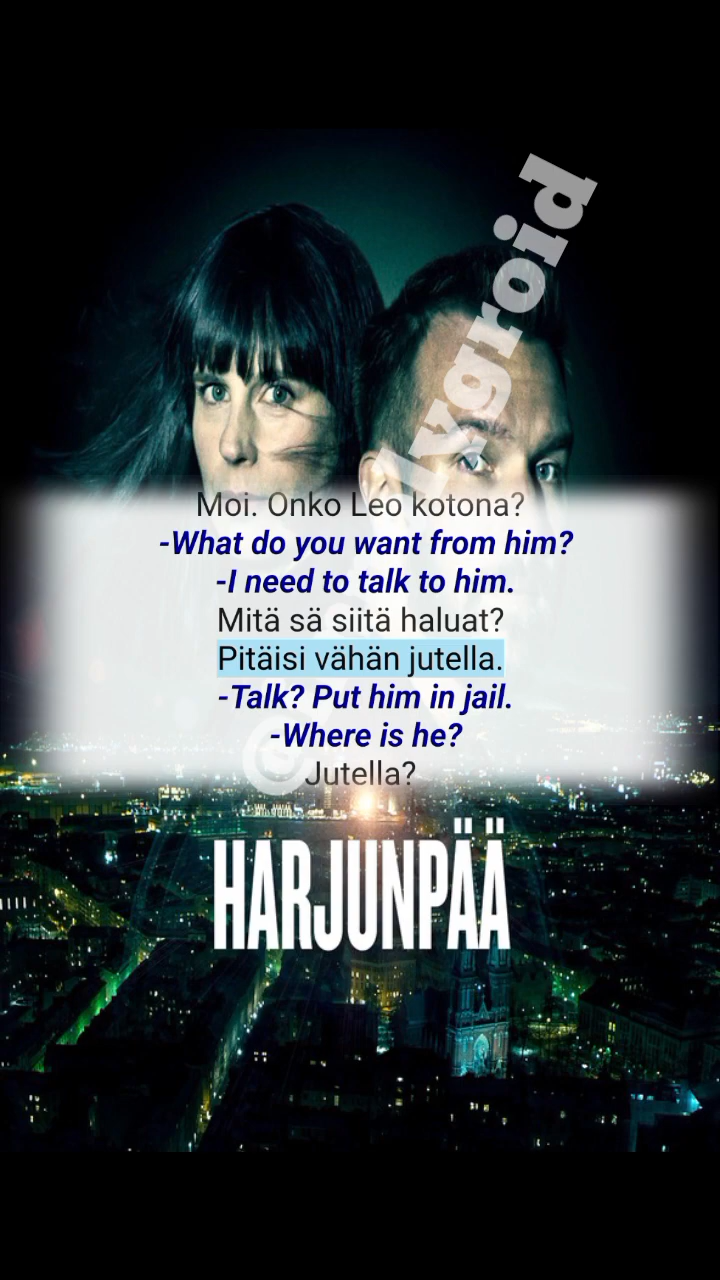 lygroid
Moi. Onko Leo kotona?
-What do you want from him?
-I need to talk to him.
Mitä sä siitä haluat?
Pitäisi vähän jutella.
-Talk? Put him in jail.
-Where is he?
Jutella?
HARJUNPÄÄ